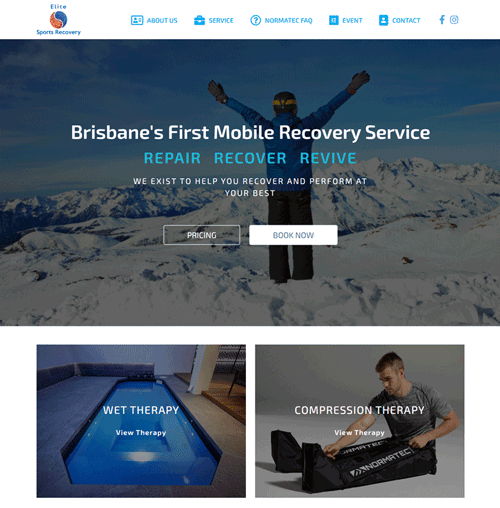 Elite
Sports Recovery
ABOUT US
SERVICE
NORMATEC FAQ
EVENT
CONTACT
Brisbane's First Mobile Recovery Service
REPAIR RECOVER REVIVE
WE EXIST TO HELP YOU RECOVER AND PERFORM AT
YOUR BEST
PRICING
BOOK NOW
WET THERAPY
View Therapy
COMPRESSION THERAPY
View Therapy
NORMATEC
NORMATEC